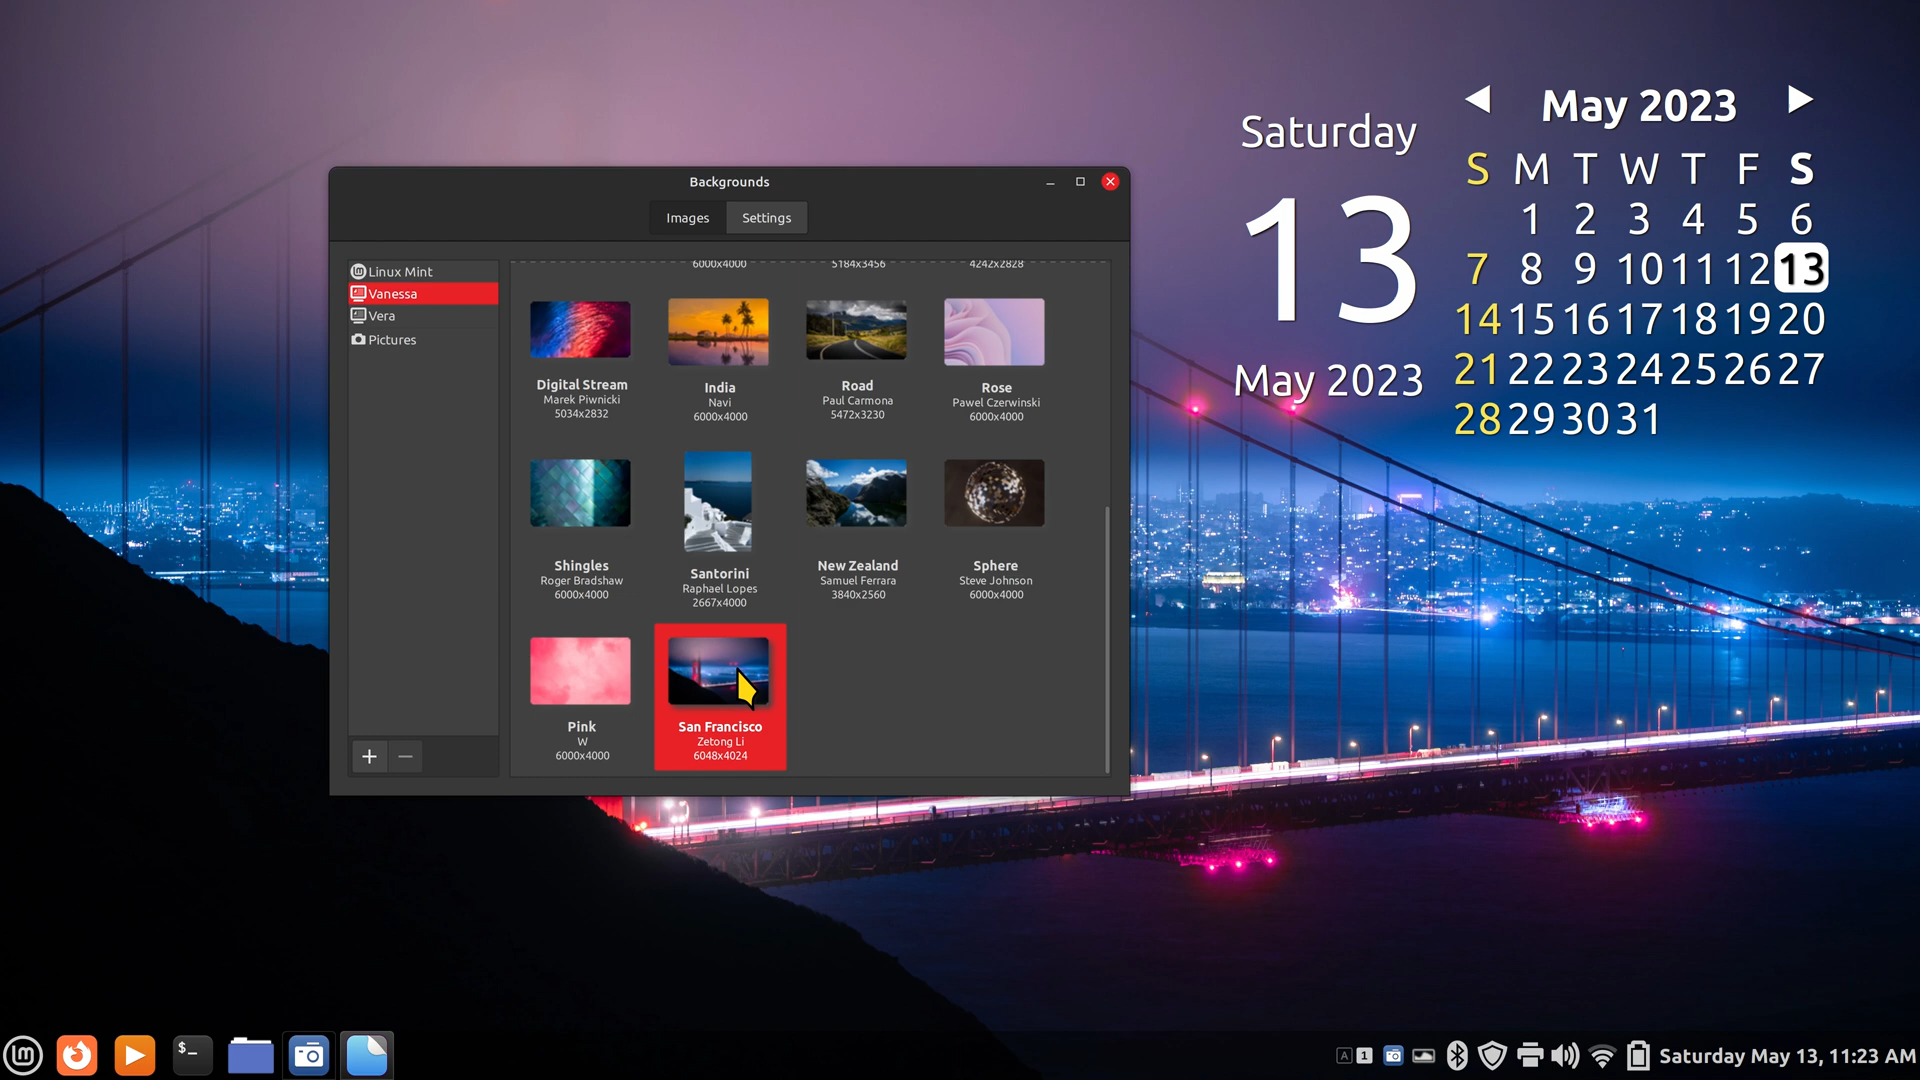 Backgrounds
Images
Settings
Linux Mint
Vanessa
Vera
Pictures
6000x4000
5184x3456
4242x2828
Digital Stream
Marek Piwnicki
5034x2832
India
Navi
6000x4000
Road
Paul Carmona
5472x3230
Rose
Pawel Czerwinski
6000x4000
Shingles
Roger Bradshaw
6000x4000
Santorini
Raphael Lopes
2667x4000
New Zealand
Samuel Ferrara
3840x2560
Sphere
Steve Johnson
6000x4000
Pink
W
6000x4000
San Francisco
Zetong Li
6048x4024
Saturday
13
May 2023
May 2023
S M T W T F S
1 2 3 4 5 6
7 8 9 10 11 12 13
14 15 16 17 18 19 20
21 22 23 24 25 26 27
28 29 30 31
$_
A 1
Saturday May 13, 11:23 AM